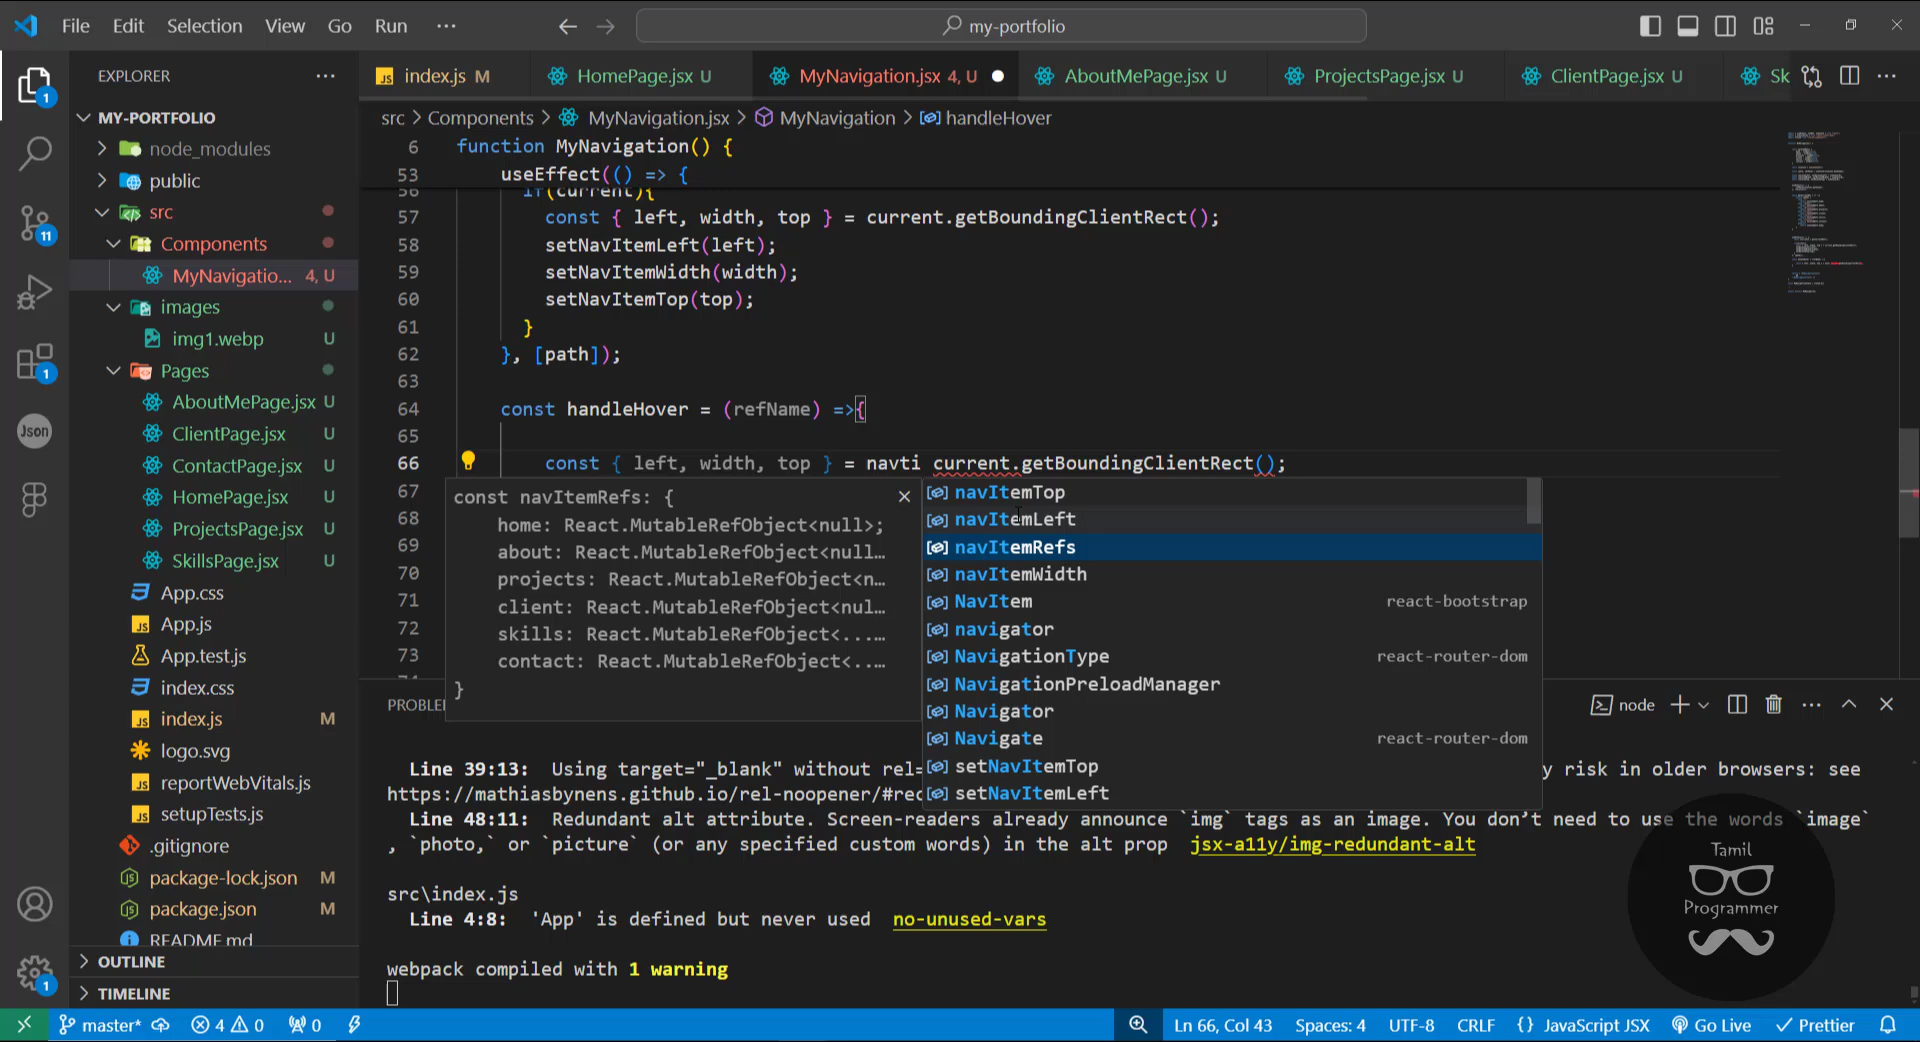 File Edit Selection View Go Run ··· my-portfolio
EXPLORER ···
index.js M HomePage.jsx U MyNavigation.jsx 4, U AboutMePage.jsx U ProjectsPage.jsx U ClientPage.jsx U Sk ···
MY-PORTFOLIO
src > Components > MyNavigation.jsx > MyNavigation > handleHover
node_modules
public
src
Components
MyNavigatio... 4, U
images
img1.webp U
Pages
AboutMePage.jsx U
ClientPage.jsx U
ContactPage.jsx U
HomePage.jsx U
ProjectsPage.jsx U
SkillsPage.jsx U
App.css
App.js
App.test.js
index.css
index.js M
logo.svg
reportWebVitals.js
setupTests.js
.gitignore
package-lock.json M
package.json M
README.md
OUTLINE
TIMELINE
1
11
1
Json
1
6 function MyNavigation() {
53 useEffect(() => {
56 if(current){
57 const { left, width, top } = current.getBoundingClientRect();
58 setNavItemLeft(left);
59 setNavItemWidth(width);
60 setNavItemTop(top);
61 }
62 }, [path]);
63
64 const handleHover = (refName) =>{
65
66 const { left, width, top } = navti current.getBoundingClientRect();
67
68
69
70
71
72
73
const navItemRefs: {
home: React.MutableRefObject<null>;
about: React.MutableRefObject<null...
projects: React.MutableRefObject<n...
client: React.MutableRefObject<nul...
skills: React.MutableRefObject<...…
contact: React.MutableRefObject<..…
}
navItemTop
navItemLeft
navItemRefs
navItemWidth
NavItem react-bootstrap
navigator
NavigationType react-router-dom
NavigationPreloadManager
Navigator
Navigate react-router-dom
setNavItemTop
setNavItemLeft
PROBLE node ···
Line 39:13: Using target="_blank" without rel= y risk in older browsers: see
https://mathiasbynens.github.io/rel-noopener/#rec
Line 48:11: Redundant alt attribute. Screen-readers already announce `img` tags as an image. You don’t need to use the words `image`
, `photo,` or `picture` (or any specified custom words) in the alt prop jsx-a11y/img-redundant-alt
src\index.js
Line 4:8: 'App' is defined but never used no-unused-vars
webpack compiled with 1 warning
Tamil
Programmer
master* 4 0 0 Ln 66, Col 43 Spaces: 4 UTF-8 CRLF {} JavaScript JSX Go Live Prettier